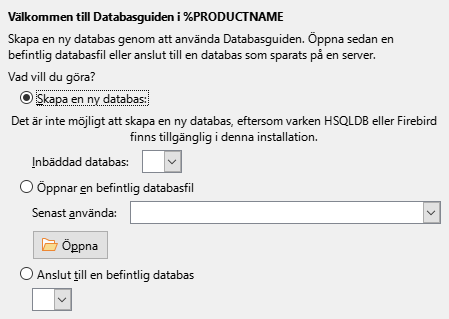 Välkommen till Databasguiden i %PRODUCTNAME
Skapa en ny databas genom att använda Databasguiden. Öppna sedan en
befintlig databasfil eller anslut till en databas som sparats på en server.
Vad vill du göra?
Skapa en ny databas:
Det är inte möjligt att skapa en ny databas, eftersom varken HSQLDB eller Firebird
finns tillgänglig i denna installation.
Inbäddad databas:
Öppnar en befintlig databasfil
Senast använda:
Öppna
Anslut till en befintlig databas